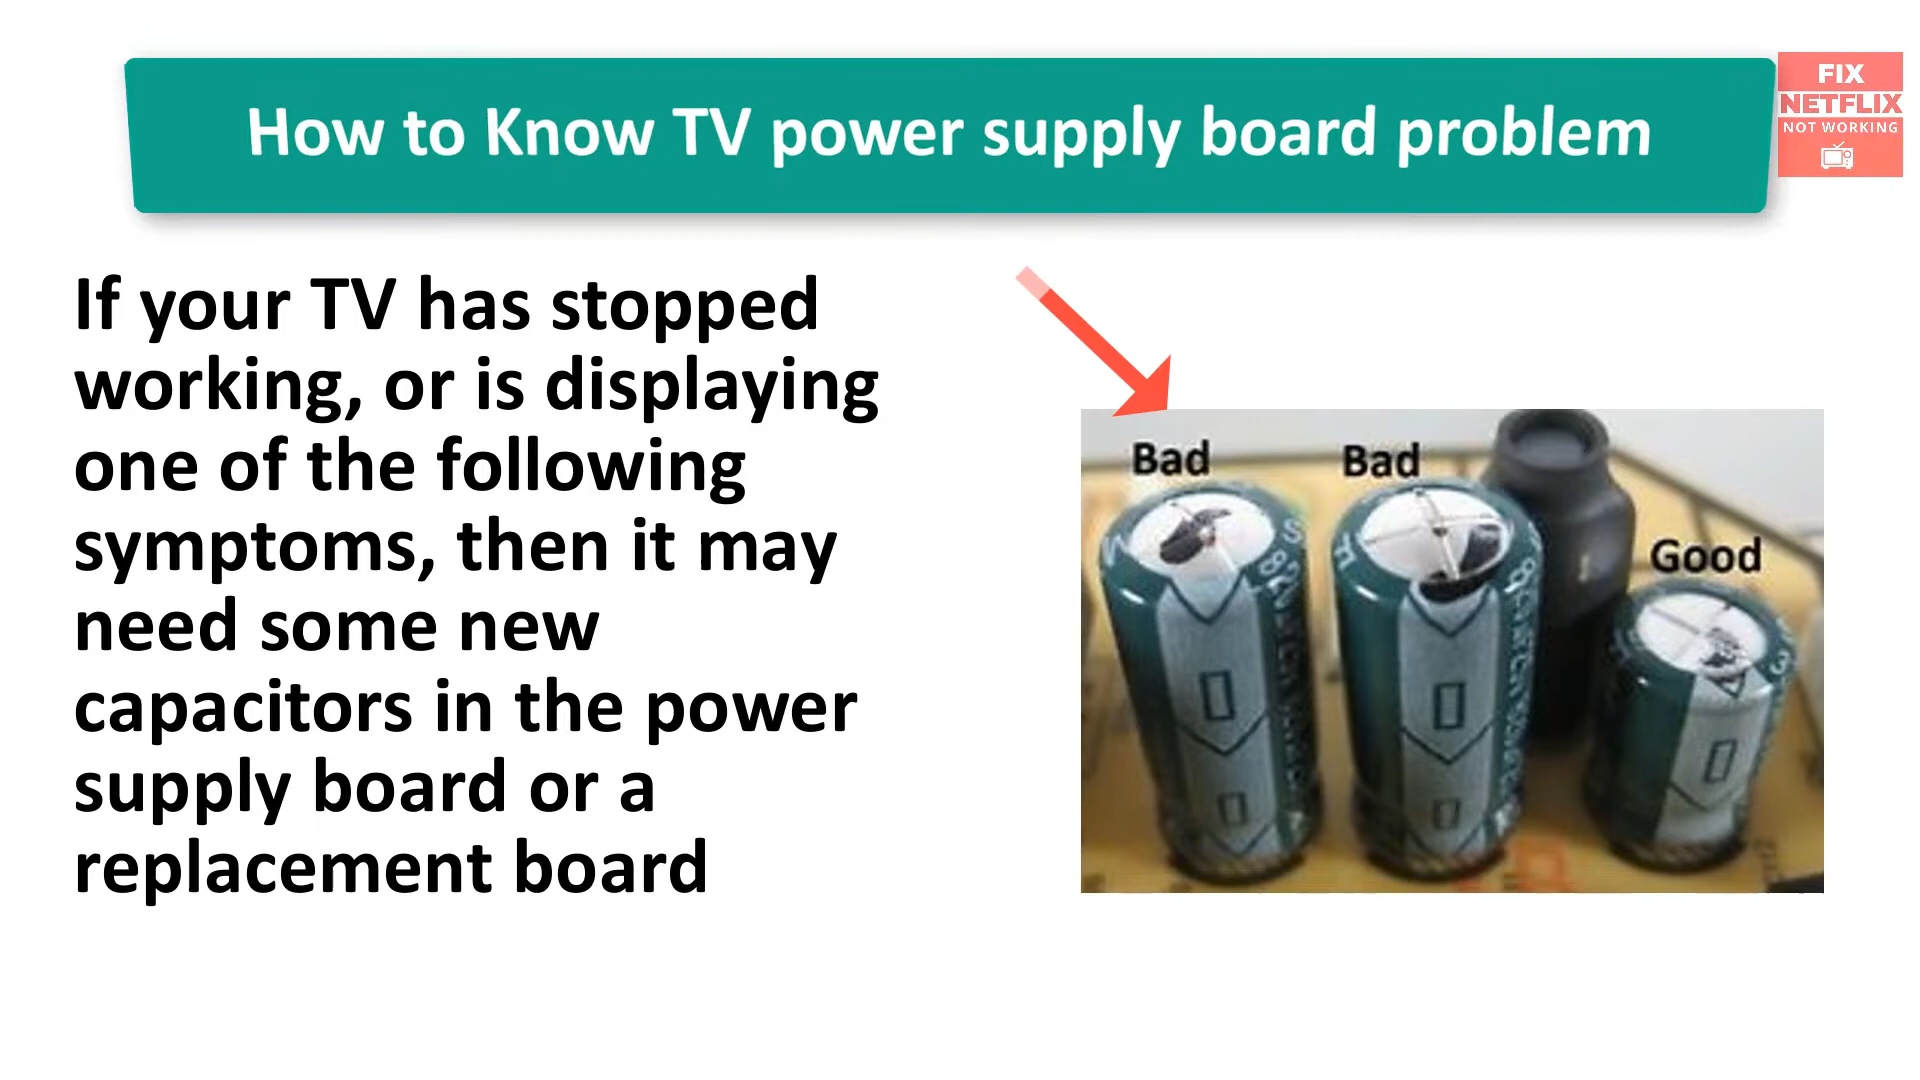 How to Know TV power supply board problem
FIX
NETFLIX
NOT WORKING
If your TV has stopped
working, or is displaying
one of the following
symptoms, then it may
need some new
capacitors in the power
supply board or a
replacement board
Bad
Bad
Good